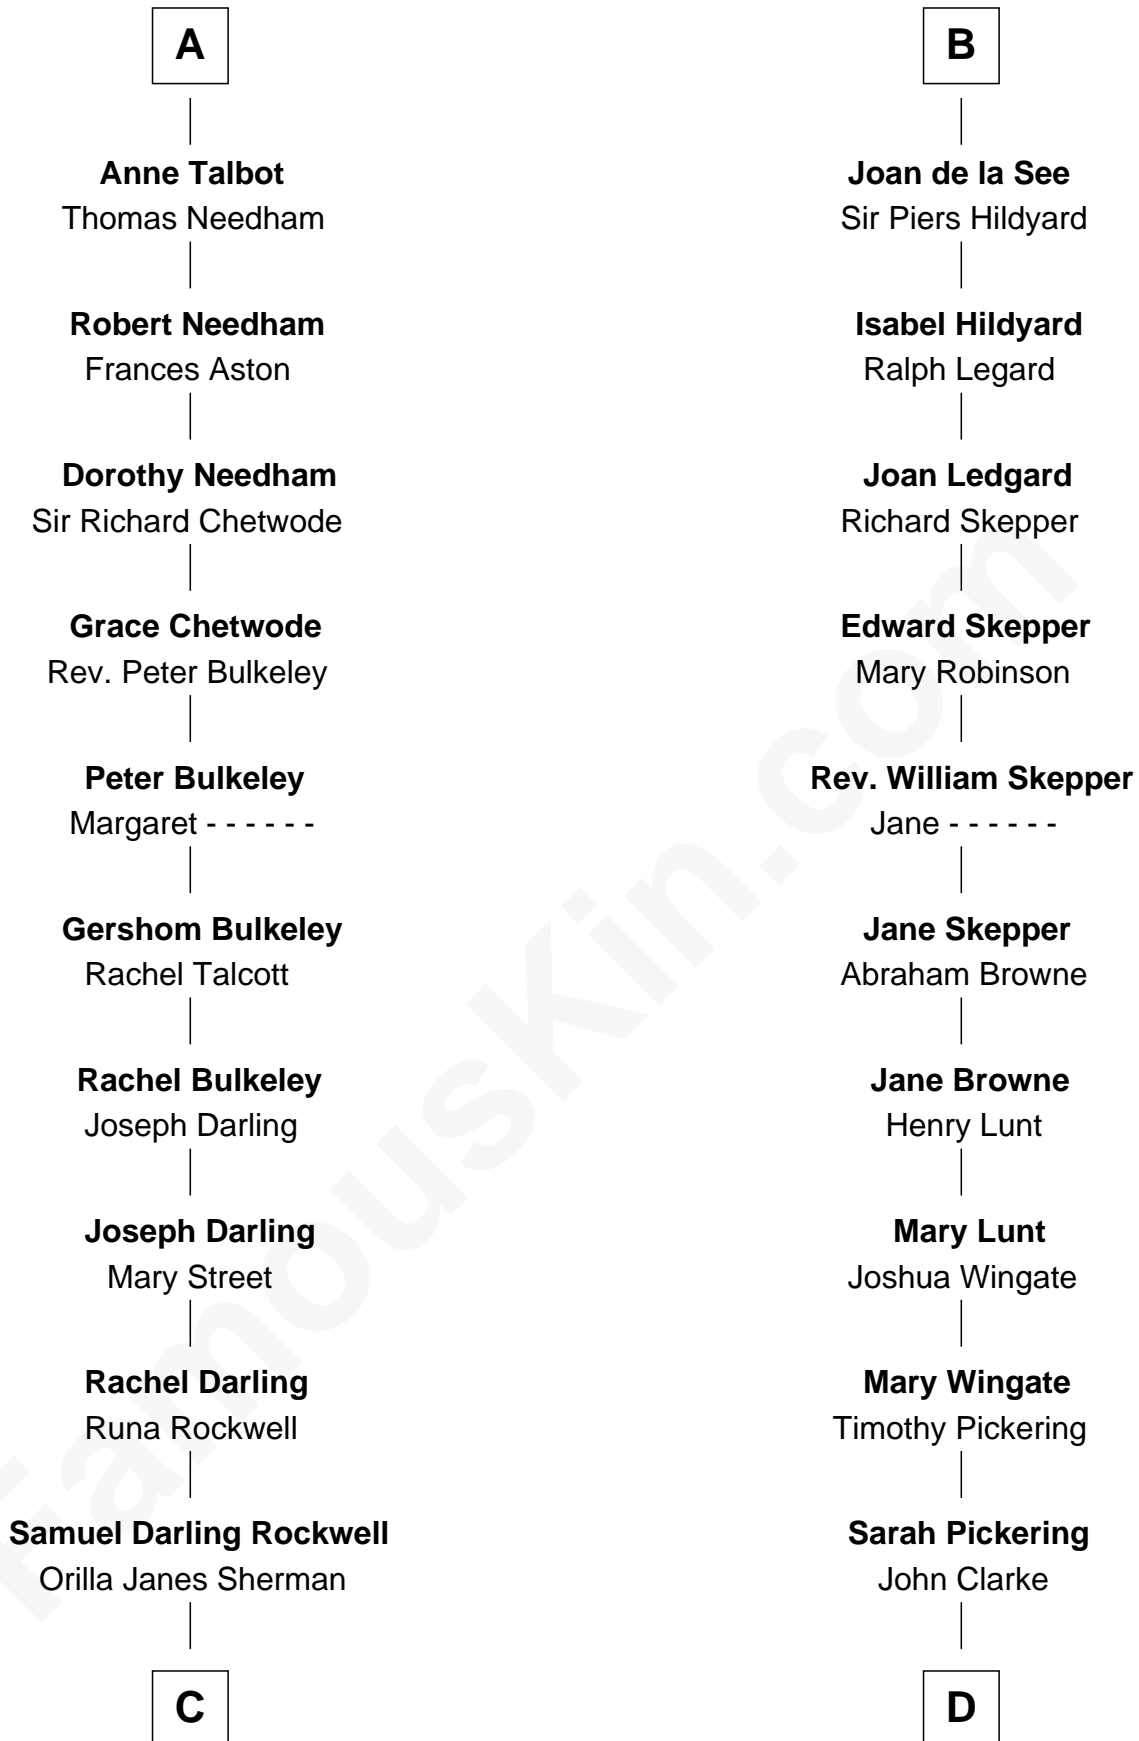 A
Anne Talbot
Thomas Needham
Robert Needham
Frances Aston
Dorothy Needham
Sir Richard Chetwode
Grace Chetwode
Rev. Peter Bulkeley
Peter Bulkeley
Margaret - - - - - -
Gershom Bulkeley
Rachel Talcott
Rachel Bulkeley
Joseph Darling
Joseph Darling
Mary Street
Rachel Darling
Runa Rockwell
Samuel Darling Rockwell
Orilla Janes Sherman
C
B
Joan de la See
Sir Piers Hildyard
Isabel Hildyard
Ralph Legard
Joan Ledgard
Richard Skepper
Edward Skepper
Mary Robinson
Rev. William Skepper
Jane - - - - - -
Jane Skepper
Abraham Browne
Jane Browne
Henry Lunt
Mary Lunt
Joshua Wingate
Mary Wingate
Timothy Pickering
Sarah Pickering
John Clarke
D
FamousKin.com